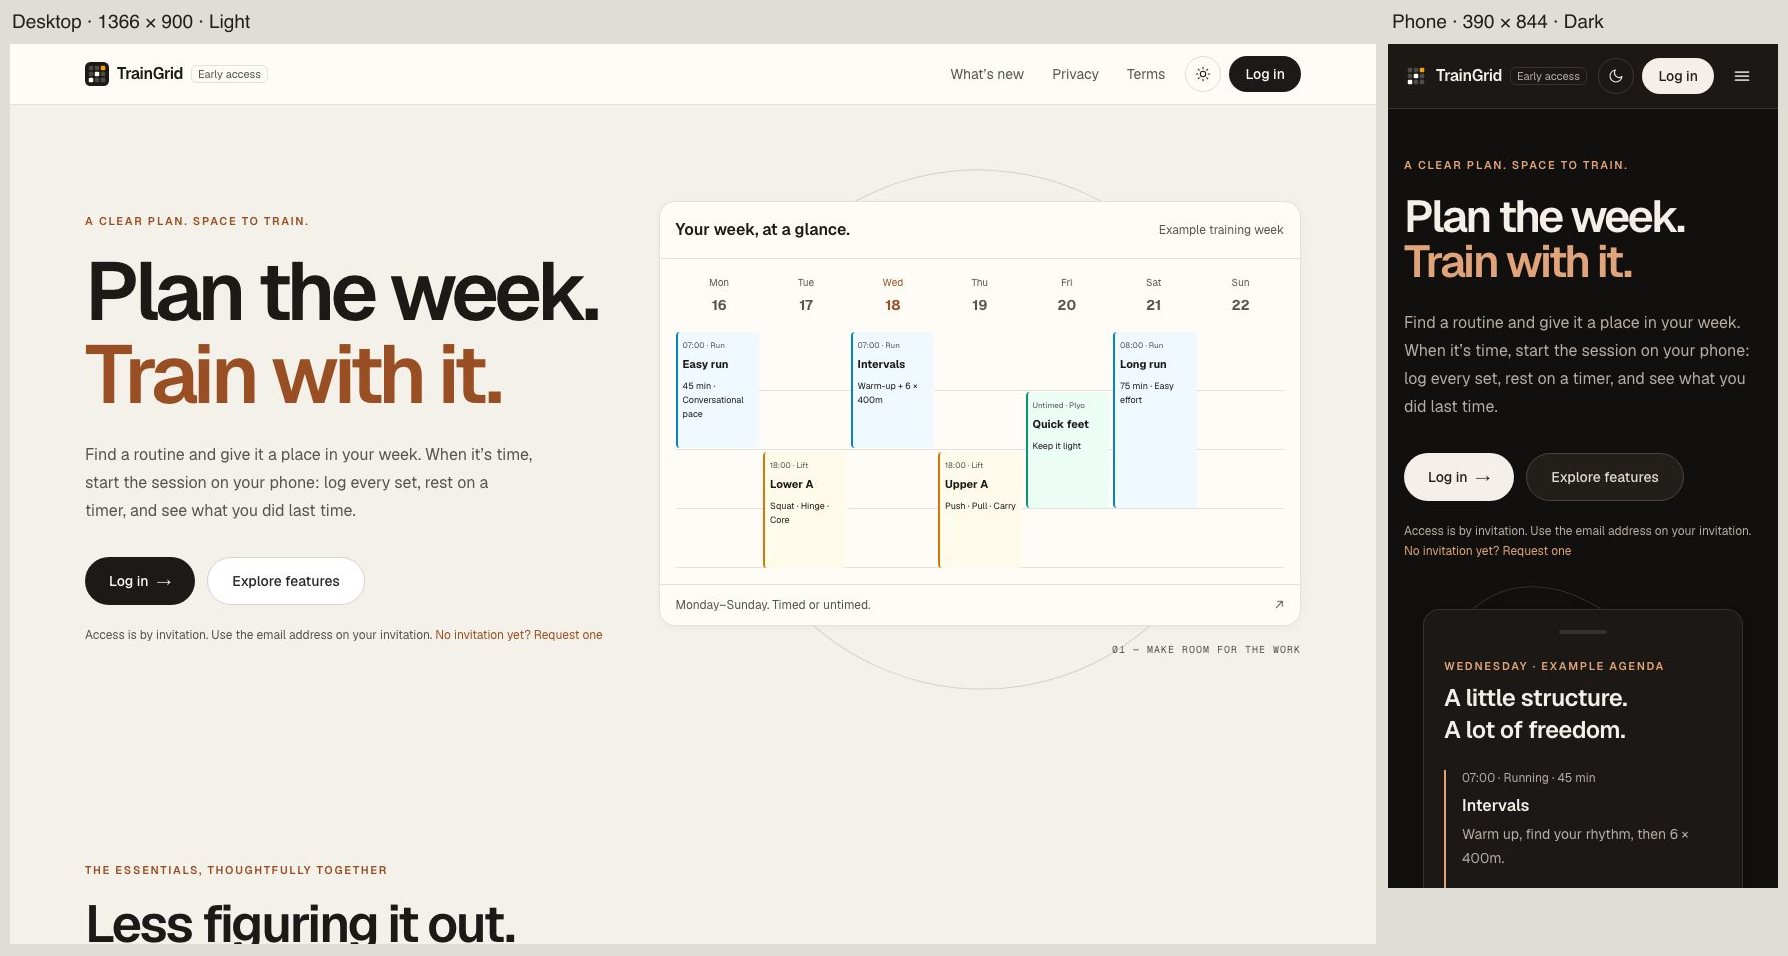 Desktop · 1366 × 900 · Light
TrainGrid
Early access
What's new
Privacy
Terms
Log in
A CLEAR PLAN. SPACE TO TRAIN.
Plan the week.
Train with it.
Find a routine and give it a place in your week. When it's time,
start the session on your phone: log every set, rest on a
timer, and see what you did last time.
Log in →
Explore features
Access is by invitation. Use the email address on your invitation. No invitation yet? Request one
Your week, at a glance.
Example training week
Mon
16
Tue
17
Wed
18
Thu
19
Fri
20
Sat
21
Sun
22
07:00 · Run
Easy run
45 min ·
Conversational
pace
18:00 · Lift
Lower A
Squat · Hinge ·
Core
07:00 · Run
Intervals
Warm-up + 6 ×
400m
18:00 · Lift
Upper A
Push · Pull · Carry
Untimed · Plyo
Quick feet
Keep it light
08:00 · Run
Long run
75 min · Easy
effort
Monday–Sunday. Timed or untimed.
↗
01 — MAKE ROOM FOR THE WORK
THE ESSENTIALS, THOUGHTFULLY TOGETHER
Less figuring it out.
Phone · 390 × 844 · Dark
TrainGrid
Early access
Log in
A CLEAR PLAN. SPACE TO TRAIN.
Plan the week.
Train with it.
Find a routine and give it a place in your week.
When it's time, start the session on your phone:
log every set, rest on a timer, and see what you
did last time.
Log in →
Explore features
Access is by invitation. Use the email address on your invitation.
No invitation yet? Request one
WEDNESDAY · EXAMPLE AGENDA
A little structure.
A lot of freedom.
07:00 · Running · 45 min
Intervals
Warm up, find your rhythm, then 6 ×
400m.